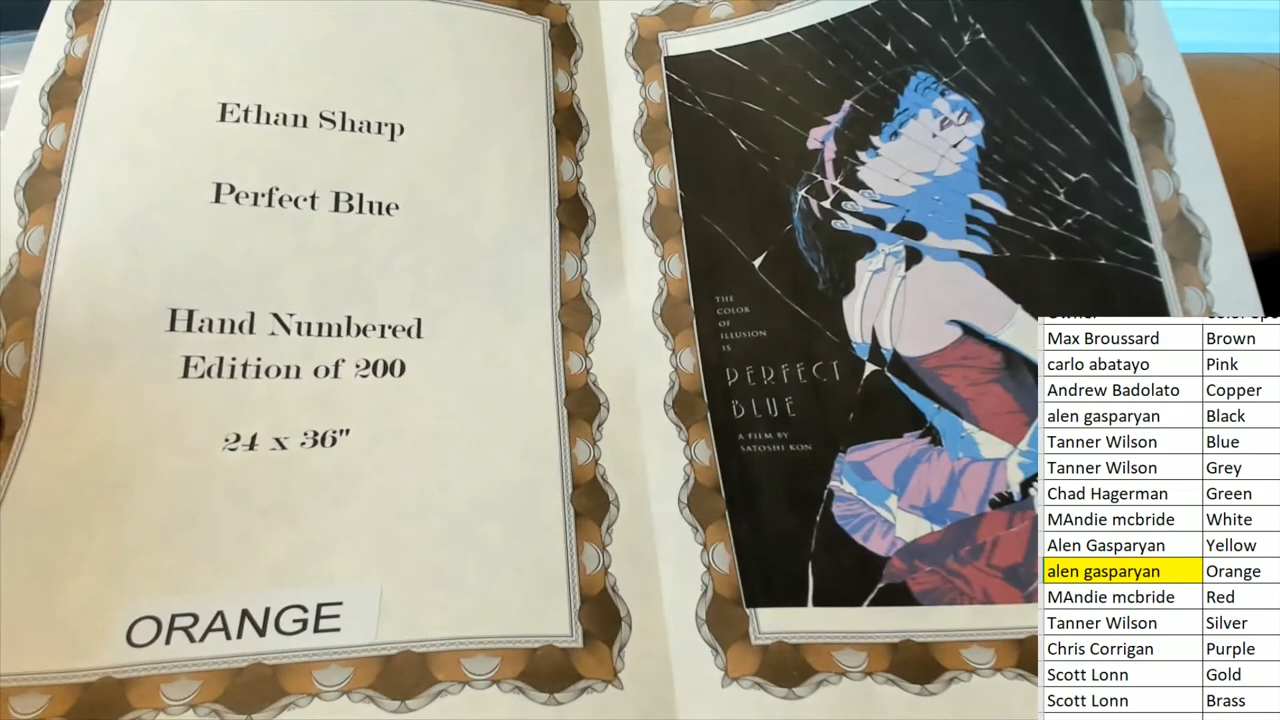 Ethan Sharp
Perfect Blue
Hand Numbered
Edition of 200
24 x 36"
ORANGE
THE
COLOR
OF
ILLUSION
IS
PERFECT
BLUE
A FILM BY
SATOSHI KON
Max Broussard Brown
carlo abatayo Pink
Andrew Badolato Copper
alen gasparyan Black
Tanner Wilson Blue
Tanner Wilson Grey
Chad Hagerman Green
MAndie mcbride White
Alen Gasparyan Yellow
alen gasparyan Orange
MAndie mcbride Red
Tanner Wilson Silver
Chris Corrigan Purple
Scott Lonn Gold
Scott Lonn Brass